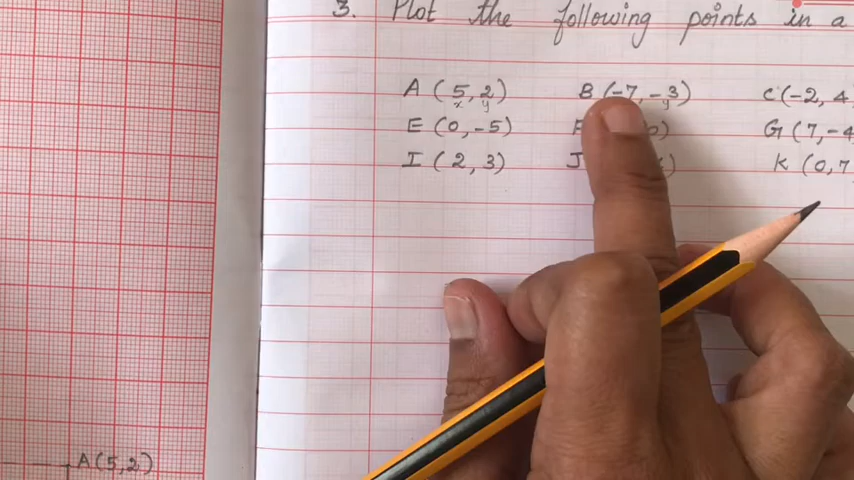 3. Plot the following points in a
A (5, 2) B (-7, -3) C (-2, 4
x y y
E (0, -5) G (7, -4
I (2, 3) J K (0, 7
A(5,2)